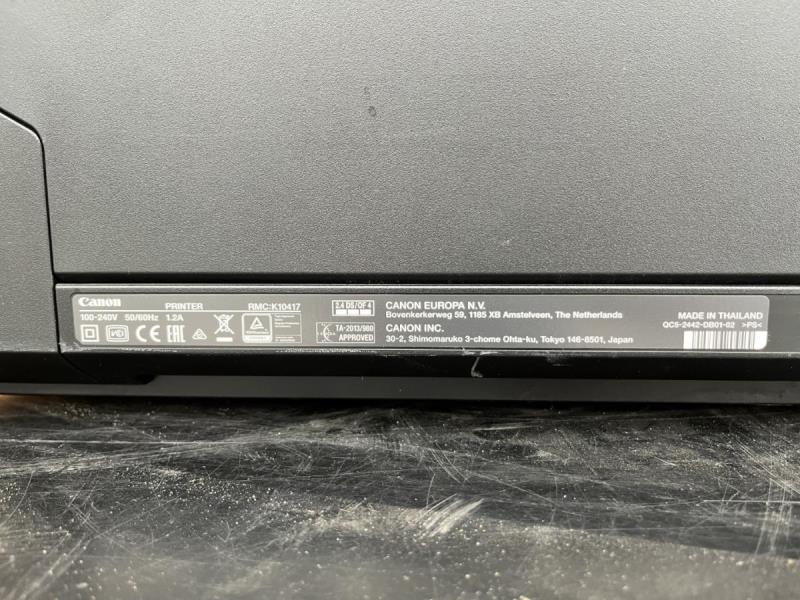 Canon
PRINTER
RMC:K10417
100-240V 50/60Hz 1.2A
2.4 DS/OF 4
TA-2013/980
APPROVED
CANON EUROPA N.V.
Bovenkerkerweg 59, 1185 XB Amstelveen, The Netherlands
CANON INC.
30-2, Shimomaruko 3-chome Ohta-ku, Tokyo 146-8501, Japan
MADE IN THAILAND
QC5-2442-DB01-02 >PS<